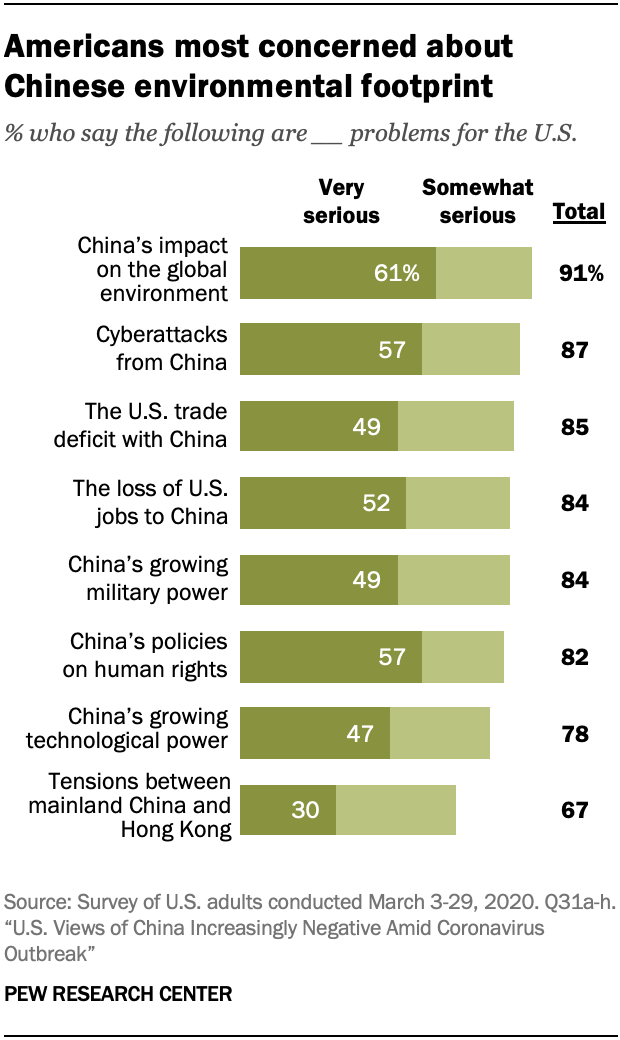 Americans most concerned about
Chinese environmental footprint
% who say the following are __ problems for the U.S.
Very
serious
Somewhat
serious
Total
China's impact
on the global
environment
61%
91%
Cyberattacks
from China
57
87
The U.S. trade
deficit with China
49
85
The loss of U.S.
jobs to China
52
84
China's growing
military power
49
84
China's policies
on human rights
57
82
China's growing
technological power
47
78
Tensions between
mainland China and
Hong Kong
30
67
Source: Survey of U.S. adults conducted March 3-29, 2020. Q31a-h.
“U.S. Views of China Increasingly Negative Amid Coronavirus
Outbreak”
PEW RESEARCH CENTER